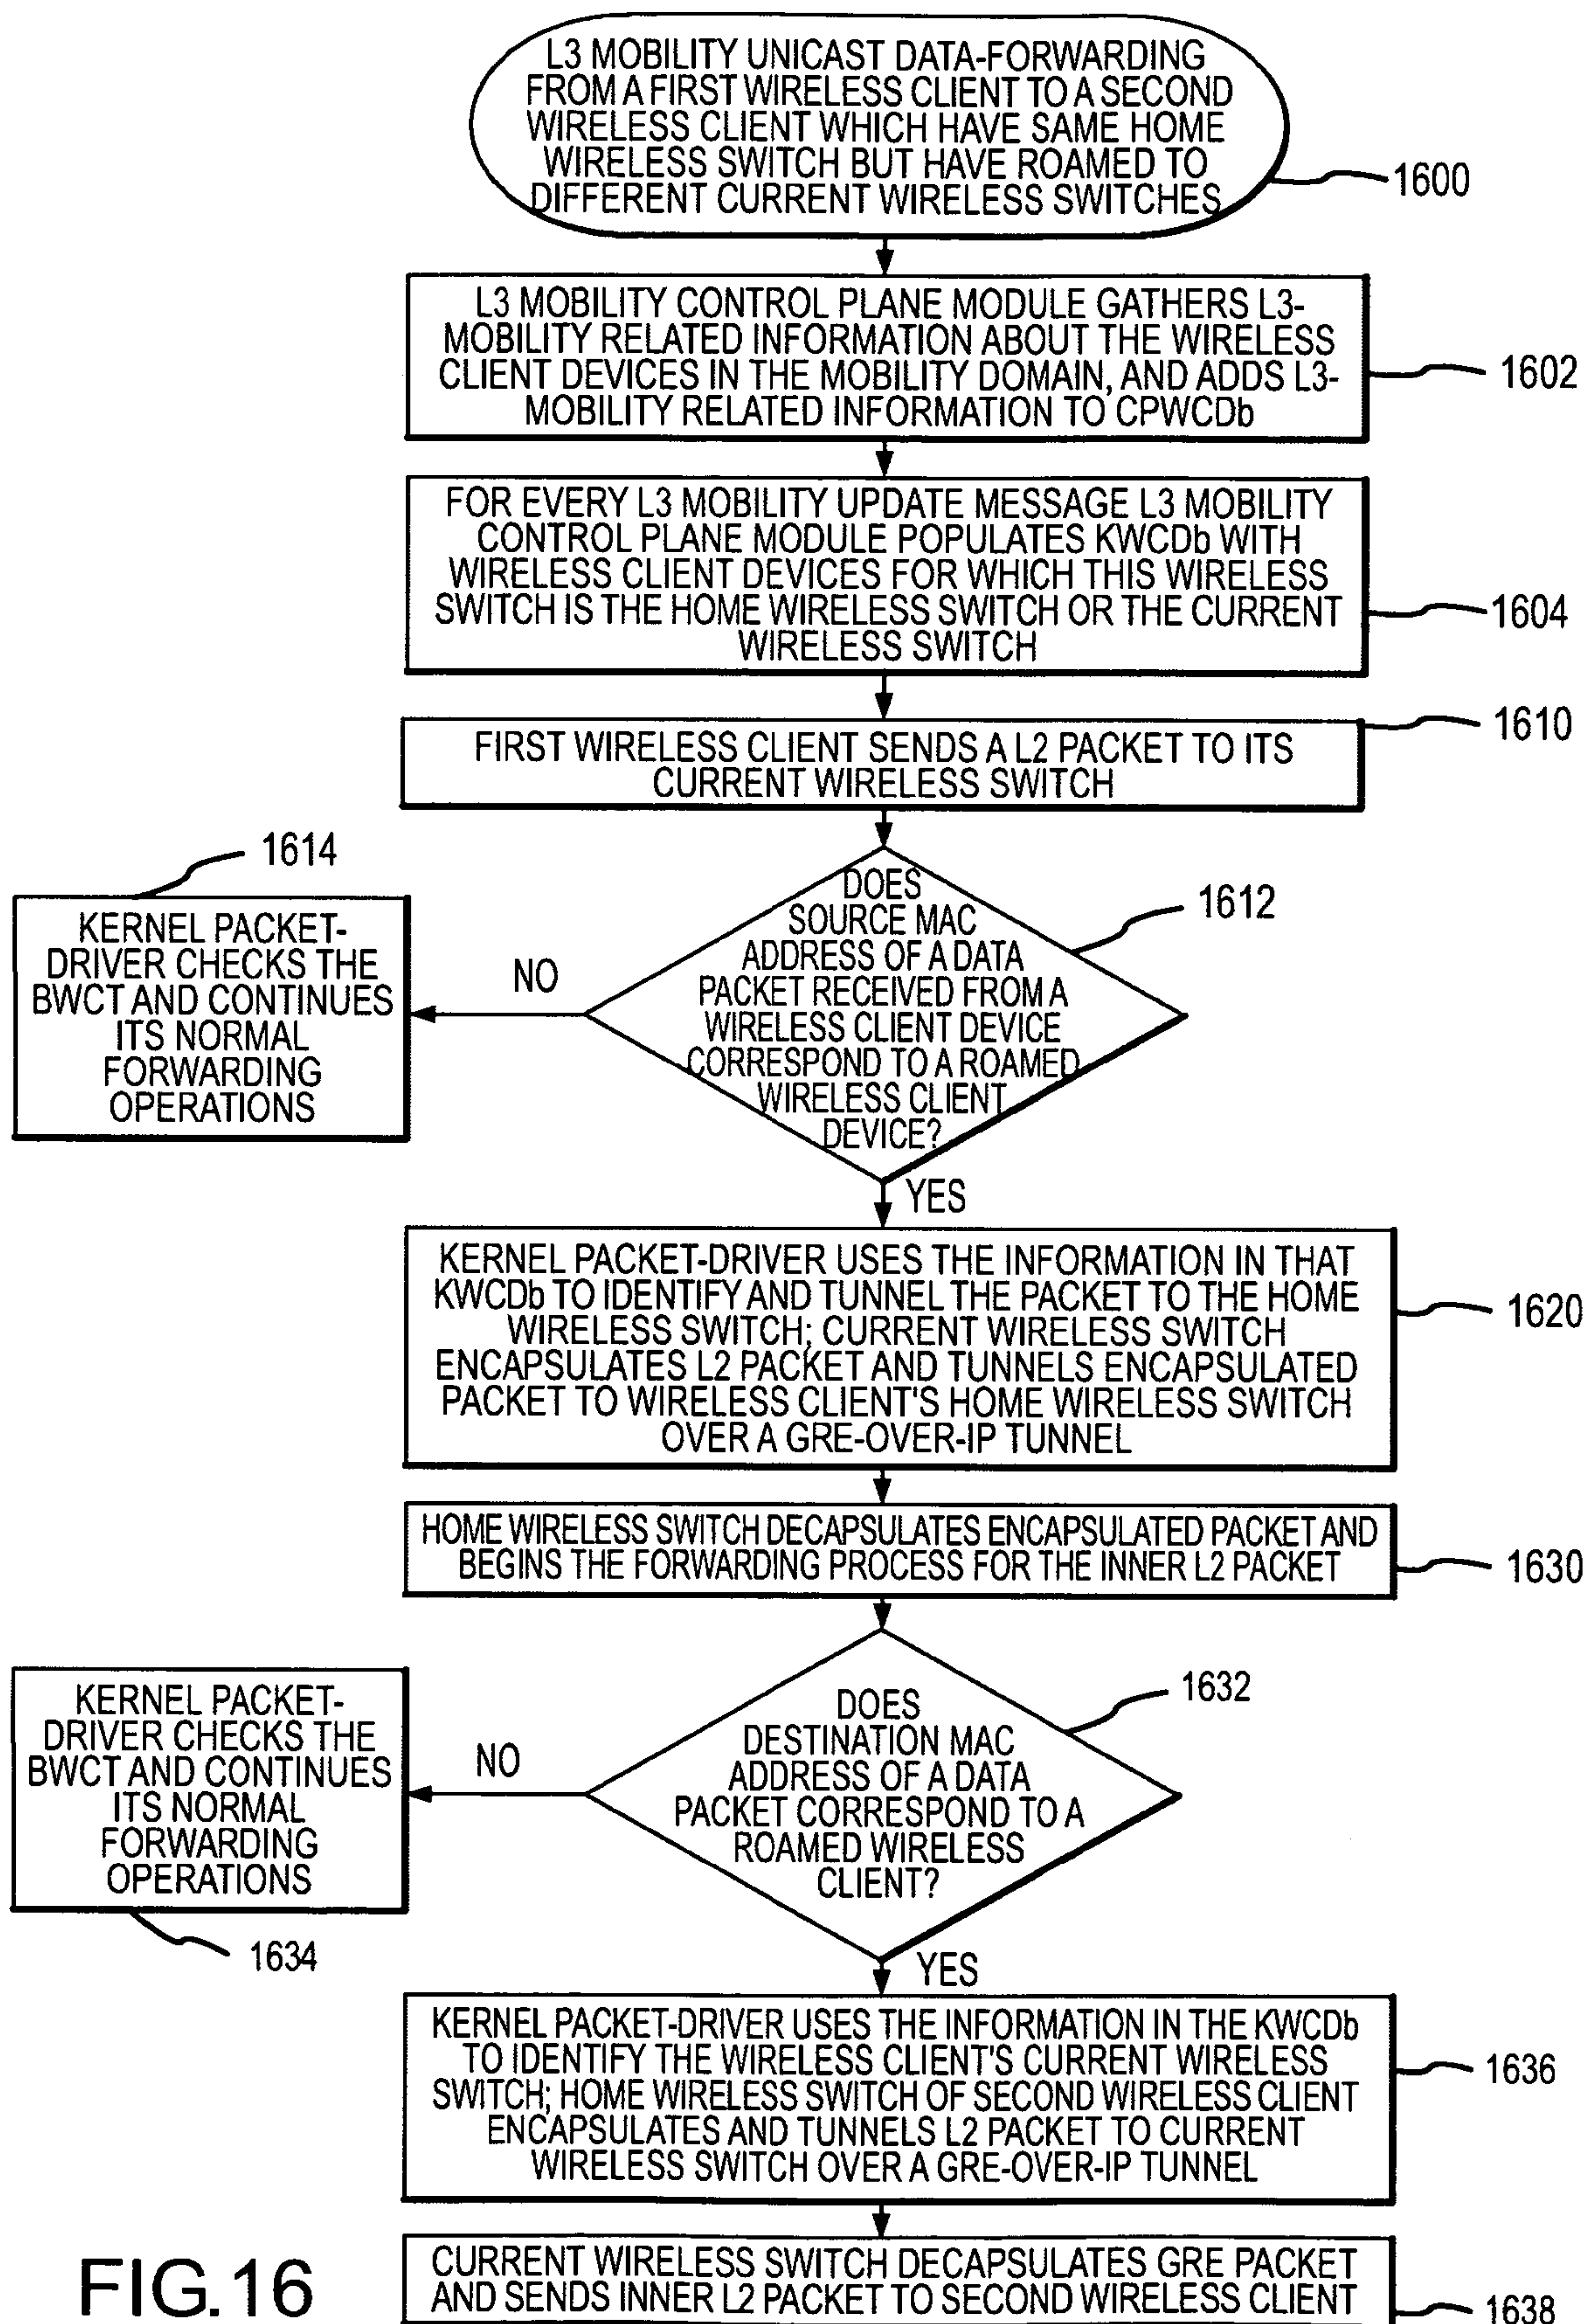 L3 MOBILITY UNICAST DATA-FORWARDING
FROM A FIRST WIRELESS CLIENT TO A SECOND
WIRELESS CLIENT WHICH HAVE SAME HOME
WIRELESS SWITCH BUT HAVE ROAMED TO
DIFFERENT CURRENT WIRELESS SWITCHES
1600
L3 MOBILITY CONTROL PLANE MODULE GATHERS L3-
MOBILITY RELATED INFORMATION ABOUT THE WIRELESS
CLIENT DEVICES IN THE MOBILITY DOMAIN, AND ADDS L3-
MOBILITY RELATED INFORMATION TO CPWCDb
1602
FOR EVERY L3 MOBILITY UPDATE MESSAGE L3 MOBILITY
CONTROL PLANE MODULE POPULATES KWCDb WITH
WIRELESS CLIENT DEVICES FOR WHICH THIS WIRELESS
SWITCH IS THE HOME WIRELESS SWITCH OR THE CURRENT
WIRELESS SWITCH
1604
FIRST WIRELESS CLIENT SENDS A L2 PACKET TO ITS
CURRENT WIRELESS SWITCH
1610
DOES
SOURCE MAC
ADDRESS OF A DATA
PACKET RECEIVED FROM A
WIRELESS CLIENT DEVICE
CORRESPOND TO A ROAMED
WIRELESS CLIENT
DEVICE?
1612
NO
1614
KERNEL PACKET-
DRIVER CHECKS THE
BWCT AND CONTINUES
ITS NORMAL
FORWARDING
OPERATIONS
YES
KERNEL PACKET-DRIVER USES THE INFORMATION IN THAT
KWCDb TO IDENTIFY AND TUNNEL THE PACKET TO THE HOME
WIRELESS SWITCH; CURRENT WIRELESS SWITCH
ENCAPSULATES L2 PACKET AND TUNNELS ENCAPSULATED
PACKET TO WIRELESS CLIENT'S HOME WIRELESS SWITCH
OVER A GRE-OVER-IP TUNNEL
1620
HOME WIRELESS SWITCH DECAPSULATES ENCAPSULATED PACKET AND
BEGINS THE FORWARDING PROCESS FOR THE INNER L2 PACKET
1630
DOES
DESTINATION MAC
ADDRESS OF A DATA
PACKET CORRESPOND TO A
ROAMED WIRELESS
CLIENT?
1632
NO
KERNEL PACKET-
DRIVER CHECKS THE
BWCT AND CONTINUES
ITS NORMAL
FORWARDING
OPERATIONS
1634
YES
KERNEL PACKET-DRIVER USES THE INFORMATION IN THE KWCDb
TO IDENTIFY THE WIRELESS CLIENT'S CURRENT WIRELESS
SWITCH; HOME WIRELESS SWITCH OF SECOND WIRELESS CLIENT
ENCAPSULATES AND TUNNELS L2 PACKET TO CURRENT
WIRELESS SWITCH OVER A GRE-OVER-IP TUNNEL
1636
CURRENT WIRELESS SWITCH DECAPSULATES GRE PACKET
AND SENDS INNER L2 PACKET TO SECOND WIRELESS CLIENT
1638
FIG.16